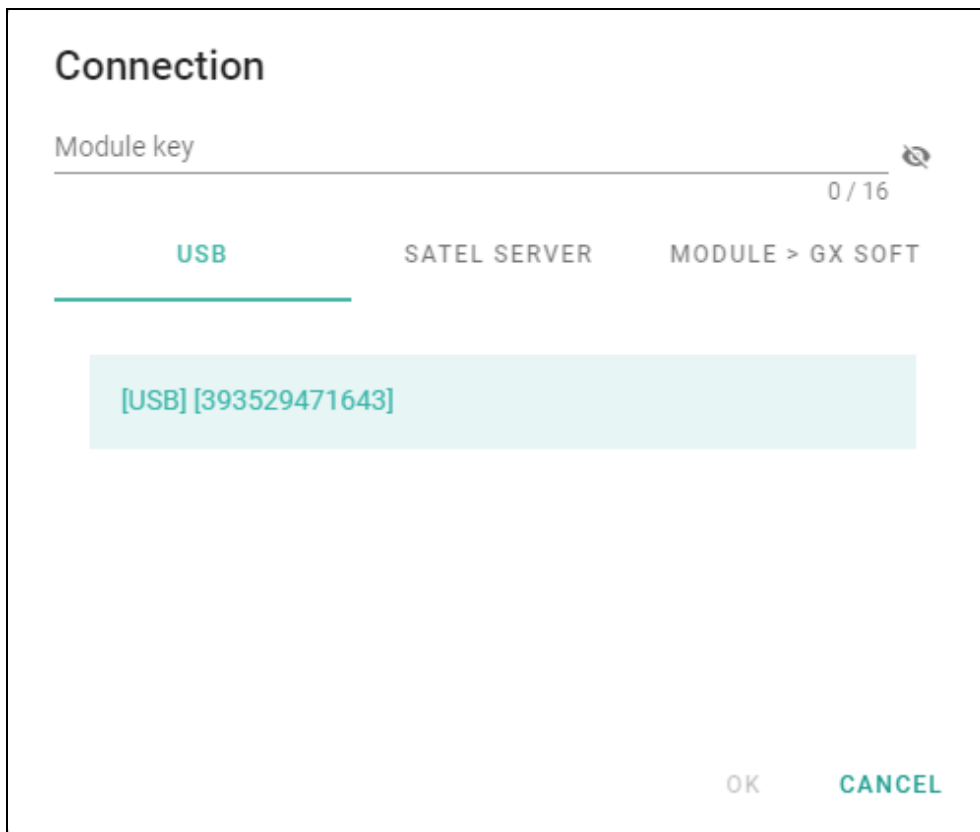 Connection
Module key
0 / 16
USB SATEL SERVER MODULE > GX SOFT
[USB] [393529471643]
OK CANCEL